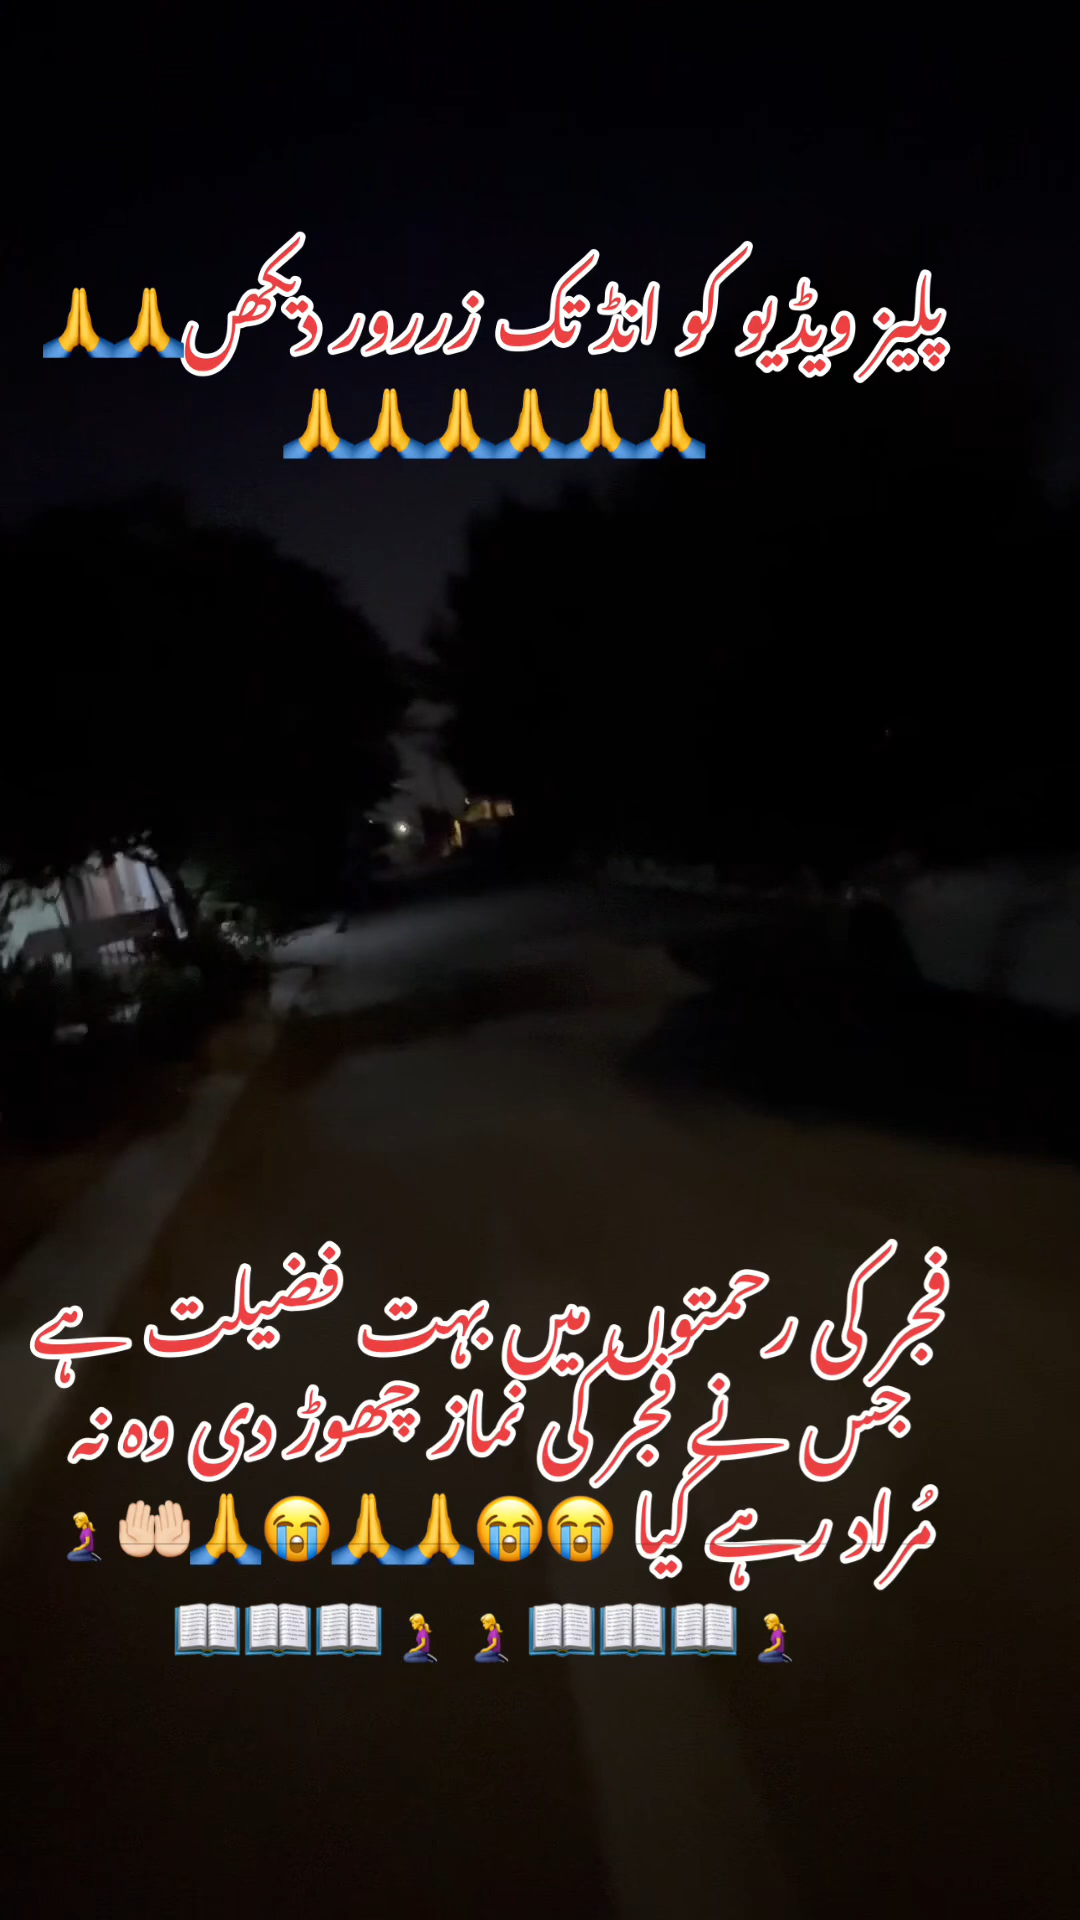 پلیز ویڈیو کو انڈ تک زررور دیکھں🙏🙏
🙏🙏🙏🙏🙏🙏
فجر کی رحمتوں میں بہت فضیلت ہے
جس نے فجر کی نماز چھوڑ دی وہ نہ
مُراد رہے گیا 😭😭🙏🙏😭🙏🤲🏻🧎‍♀️
🧎‍♀️📖📖📖🧎‍♀️🧎‍♀️📖📖📖